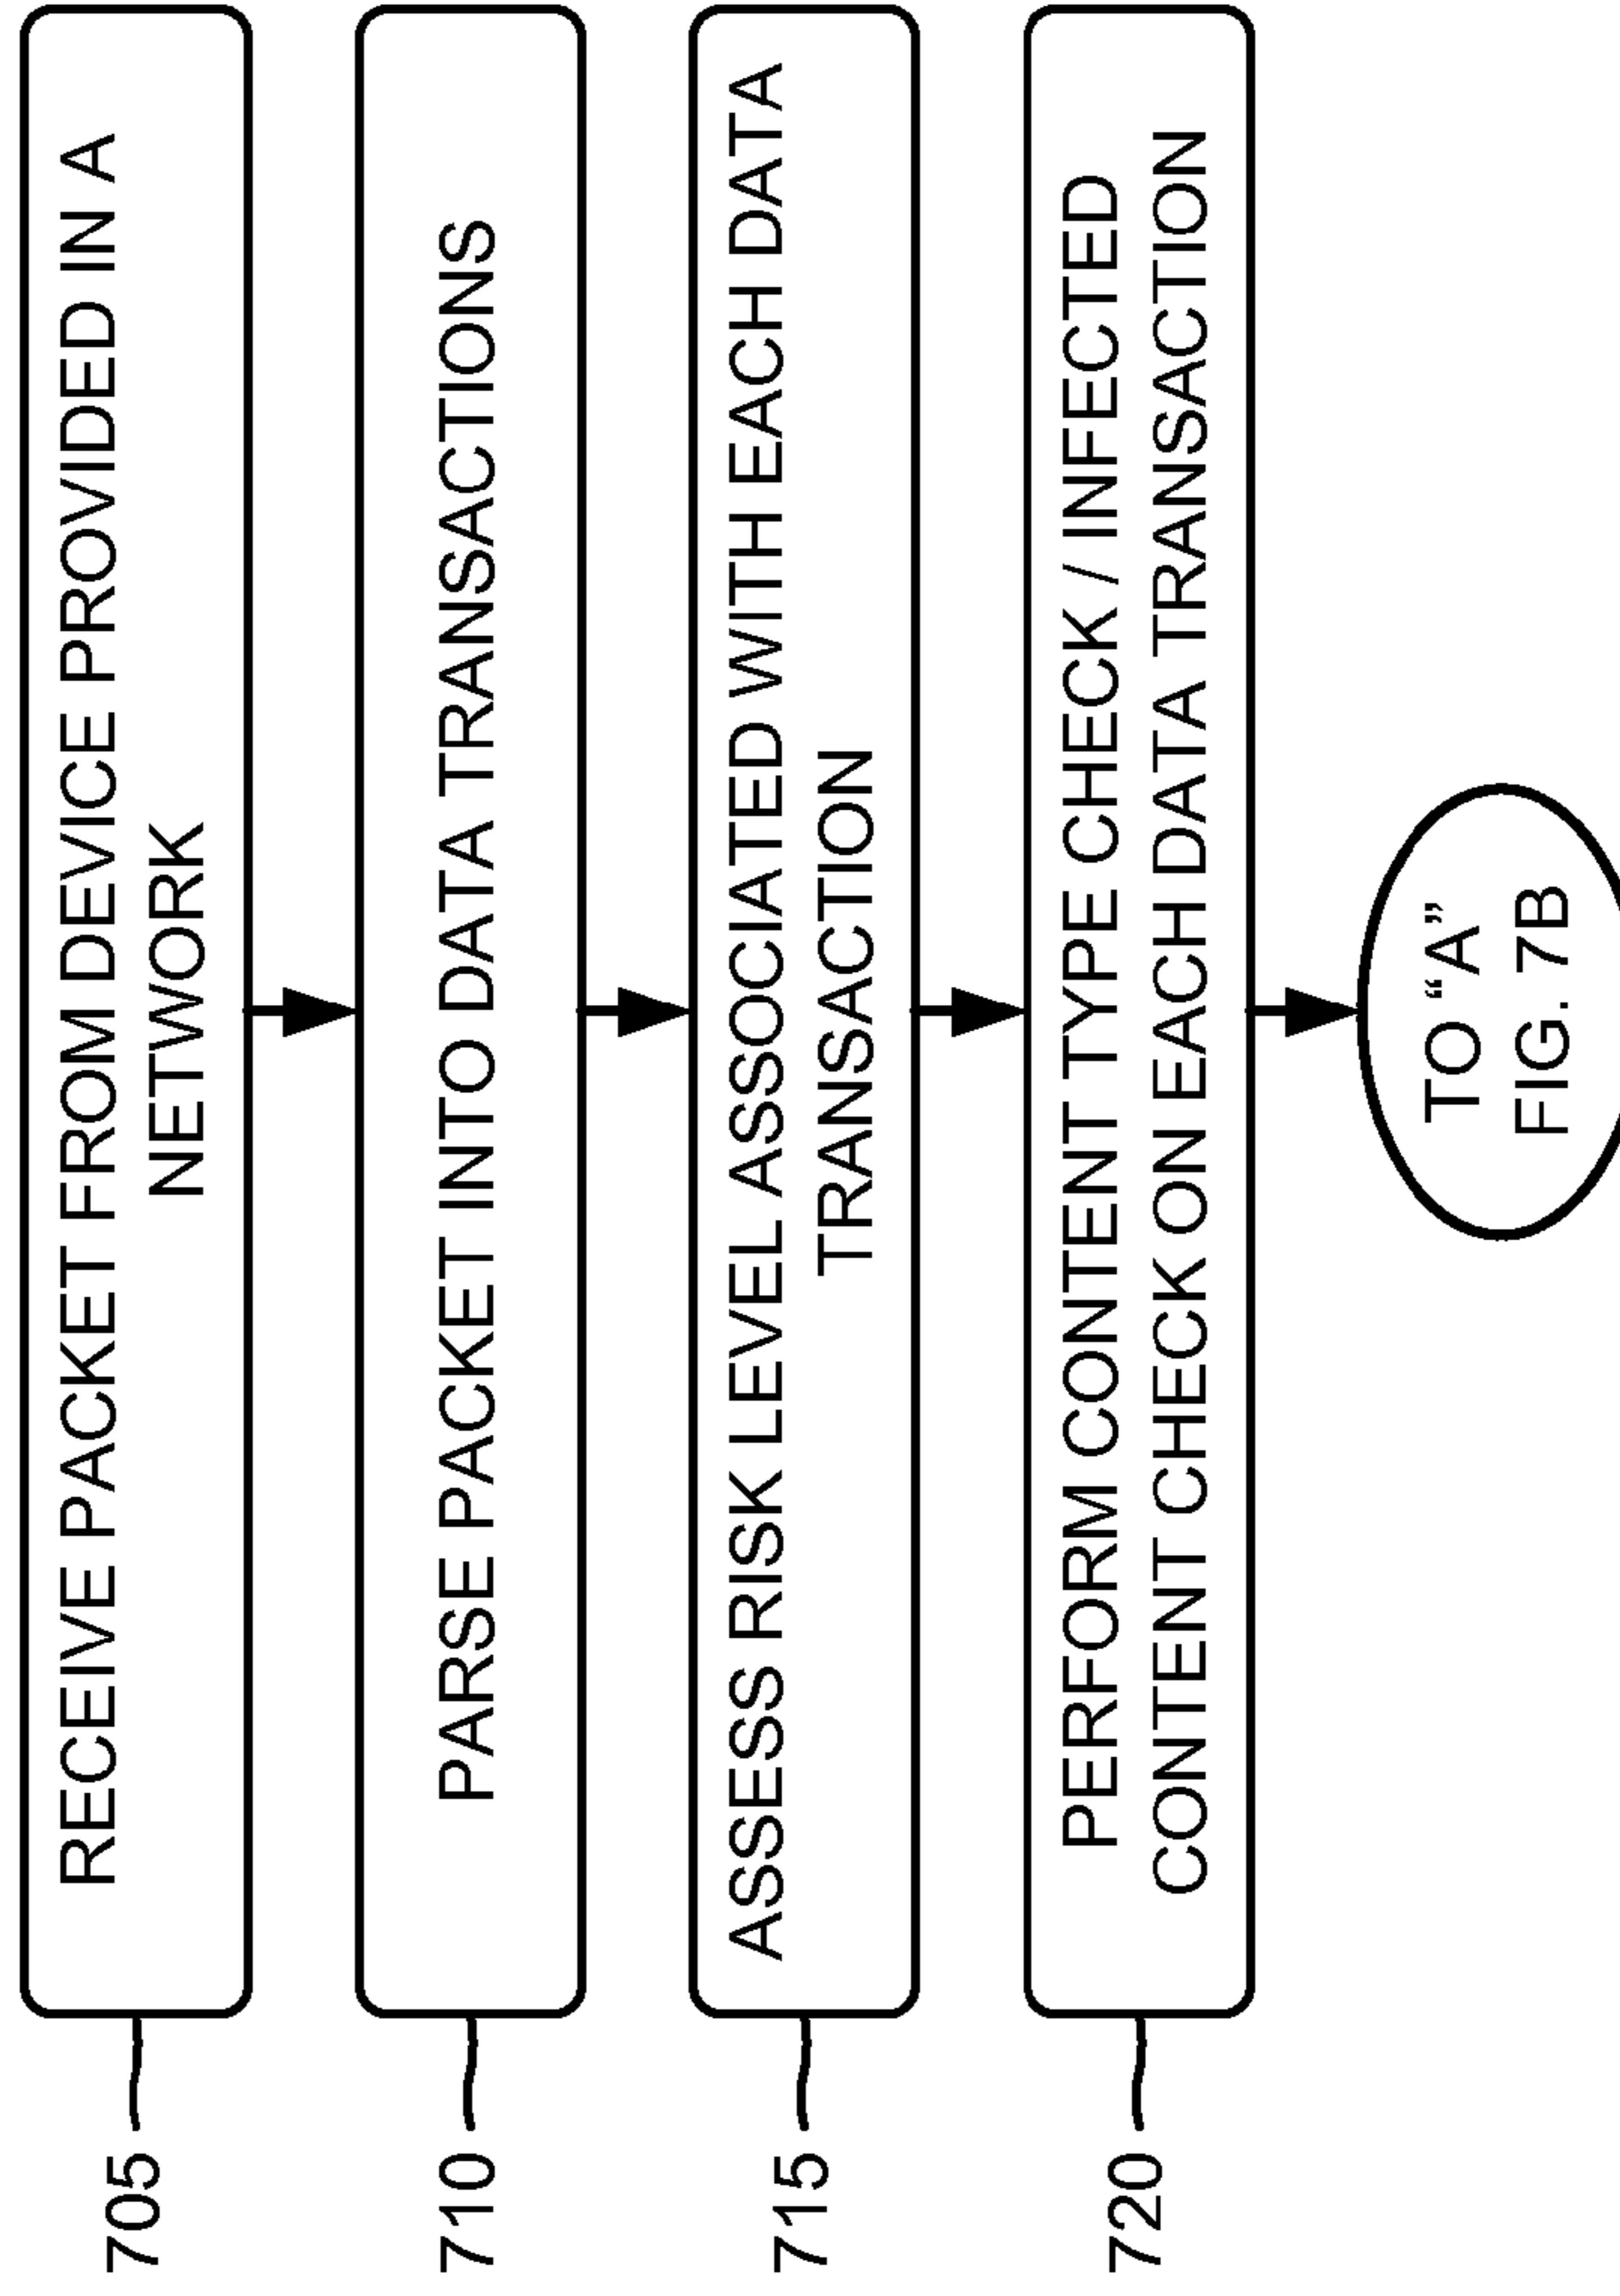 705
RECEIVE PACKET FROM DEVICE PROVIDED IN A
NETWORK
710
PARSE PACKET INTO DATA TRANSACTIONS
715
ASSESS RISK LEVEL ASSOCIATED WITH EACH DATA
TRANSACTION
720
PERFORM CONTENT TYPE CHECK / INFECTED
CONTENT CHECK ON EACH DATA TRANSACTION
TO “A”
FIG. 7B